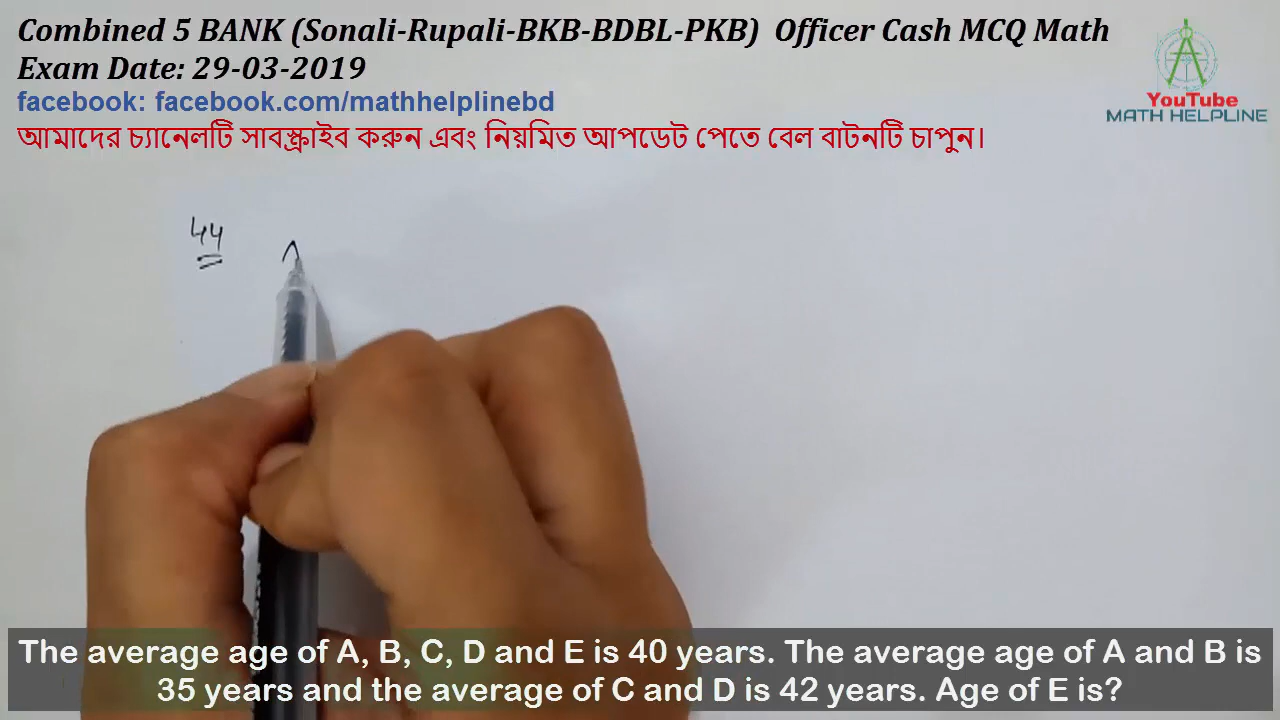 Combined 5 BANK (Sonali-Rupali-BKB-BDBL-PKB) Officer Cash MCQ Math
Exam Date: 29-03-2019
facebook: facebook.com/mathhelplinebd
আমাদের চ্যানেলটি সাবস্ক্রাইব করুন এবং নিয়মিত আপডেট পেতে বেল বাটনটি চাপুন।
YouTube
MATH HELPLINE
44
The average age of A, B, C, D and E is 40 years. The average age of A and B is
35 years and the average of C and D is 42 years. Age of E is?